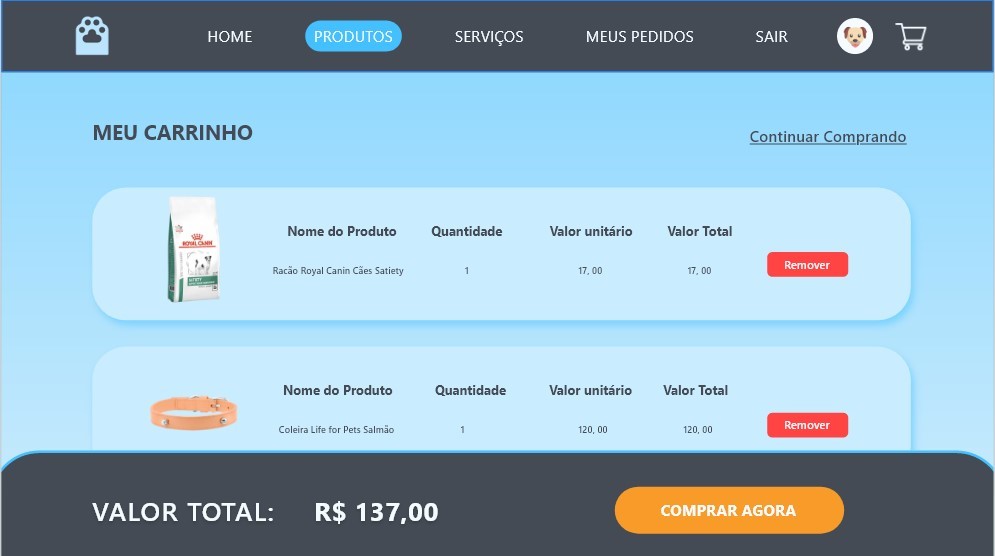 HOME PRODUTOS SERVIÇOS MEUS PEDIDOS SAIR
MEU CARRINHO
Continuar Comprando
Nome do Produto Quantidade Valor unitário Valor Total
Racão Royal Canin Cães Satiety 1 17, 00 17, 00
Remover
ROYAL CANIN
SATIETY
Nome do Produto Quantidade Valor unitário Valor Total
Coleira Life for Pets Salmão 1 120, 00 120, 00
Remover
VALOR TOTAL: R$ 137,00
COMPRAR AGORA